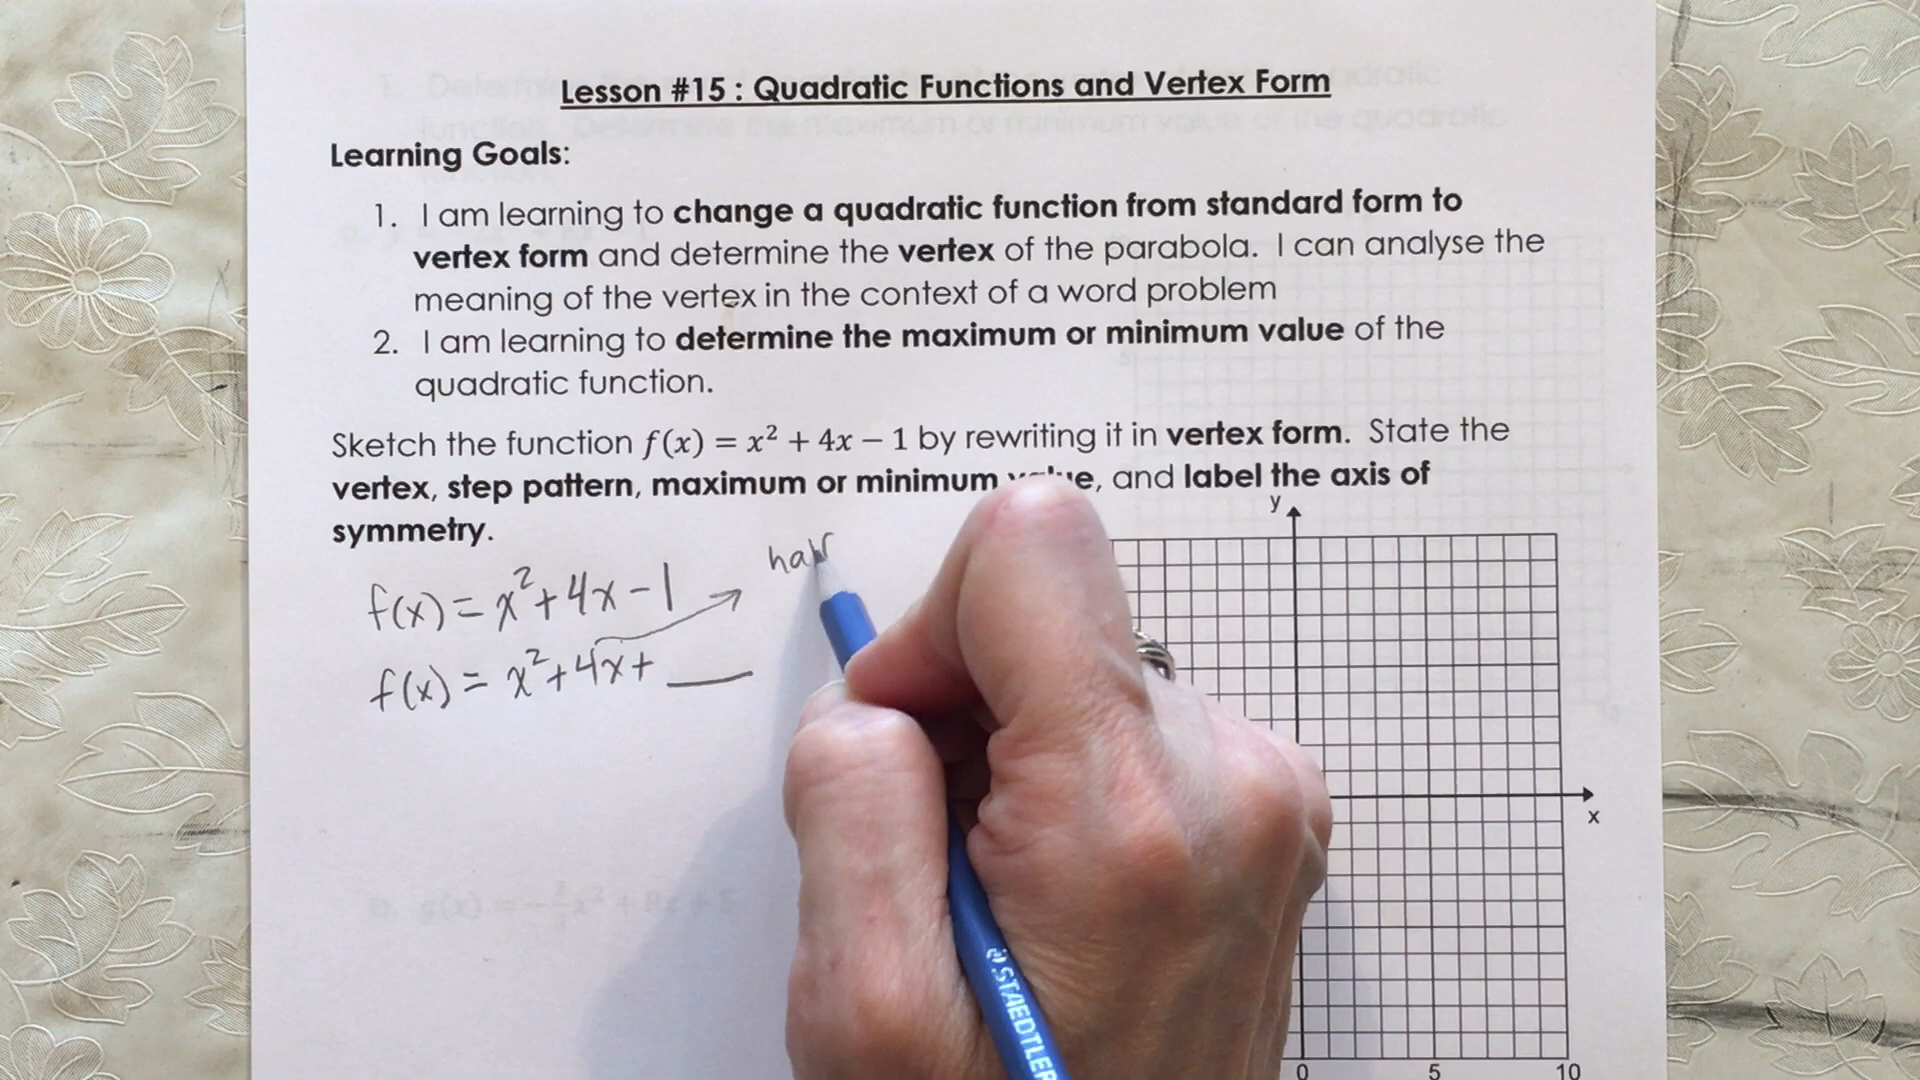 Lesson #15 : Quadratic Functions and Vertex Form
Learning Goals:
1. I am learning to change a quadratic function from standard form to
vertex form and determine the vertex of the parabola. I can analyse the
meaning of the vertex in the context of a word problem
2. I am learning to determine the maximum or minimum value of the
quadratic function.
Sketch the function f(x) = x² + 4x − 1 by rewriting it in vertex form. State the
vertex, step pattern, maximum or minimum value, and label the axis of
symmetry.
half
f(x) = x² + 4x − 1
f(x) = x² + 4x + ___
y
x
0 5 10
STAEDTLER